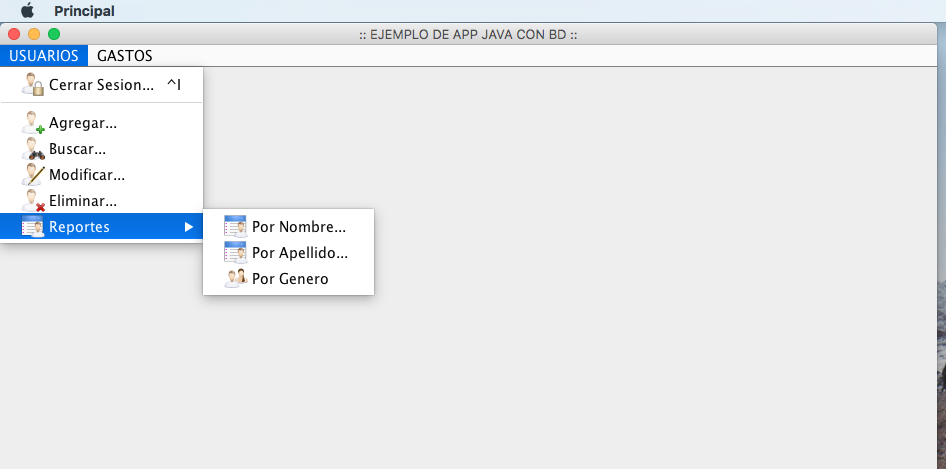 Principal
:: EJEMPLO DE APP JAVA CON BD ::
USUARIOS GASTOS
Cerrar Sesion... ^I
Agregar...
Buscar...
Modificar...
Eliminar...
Reportes
Por Nombre...
Por Apellido...
Por Genero